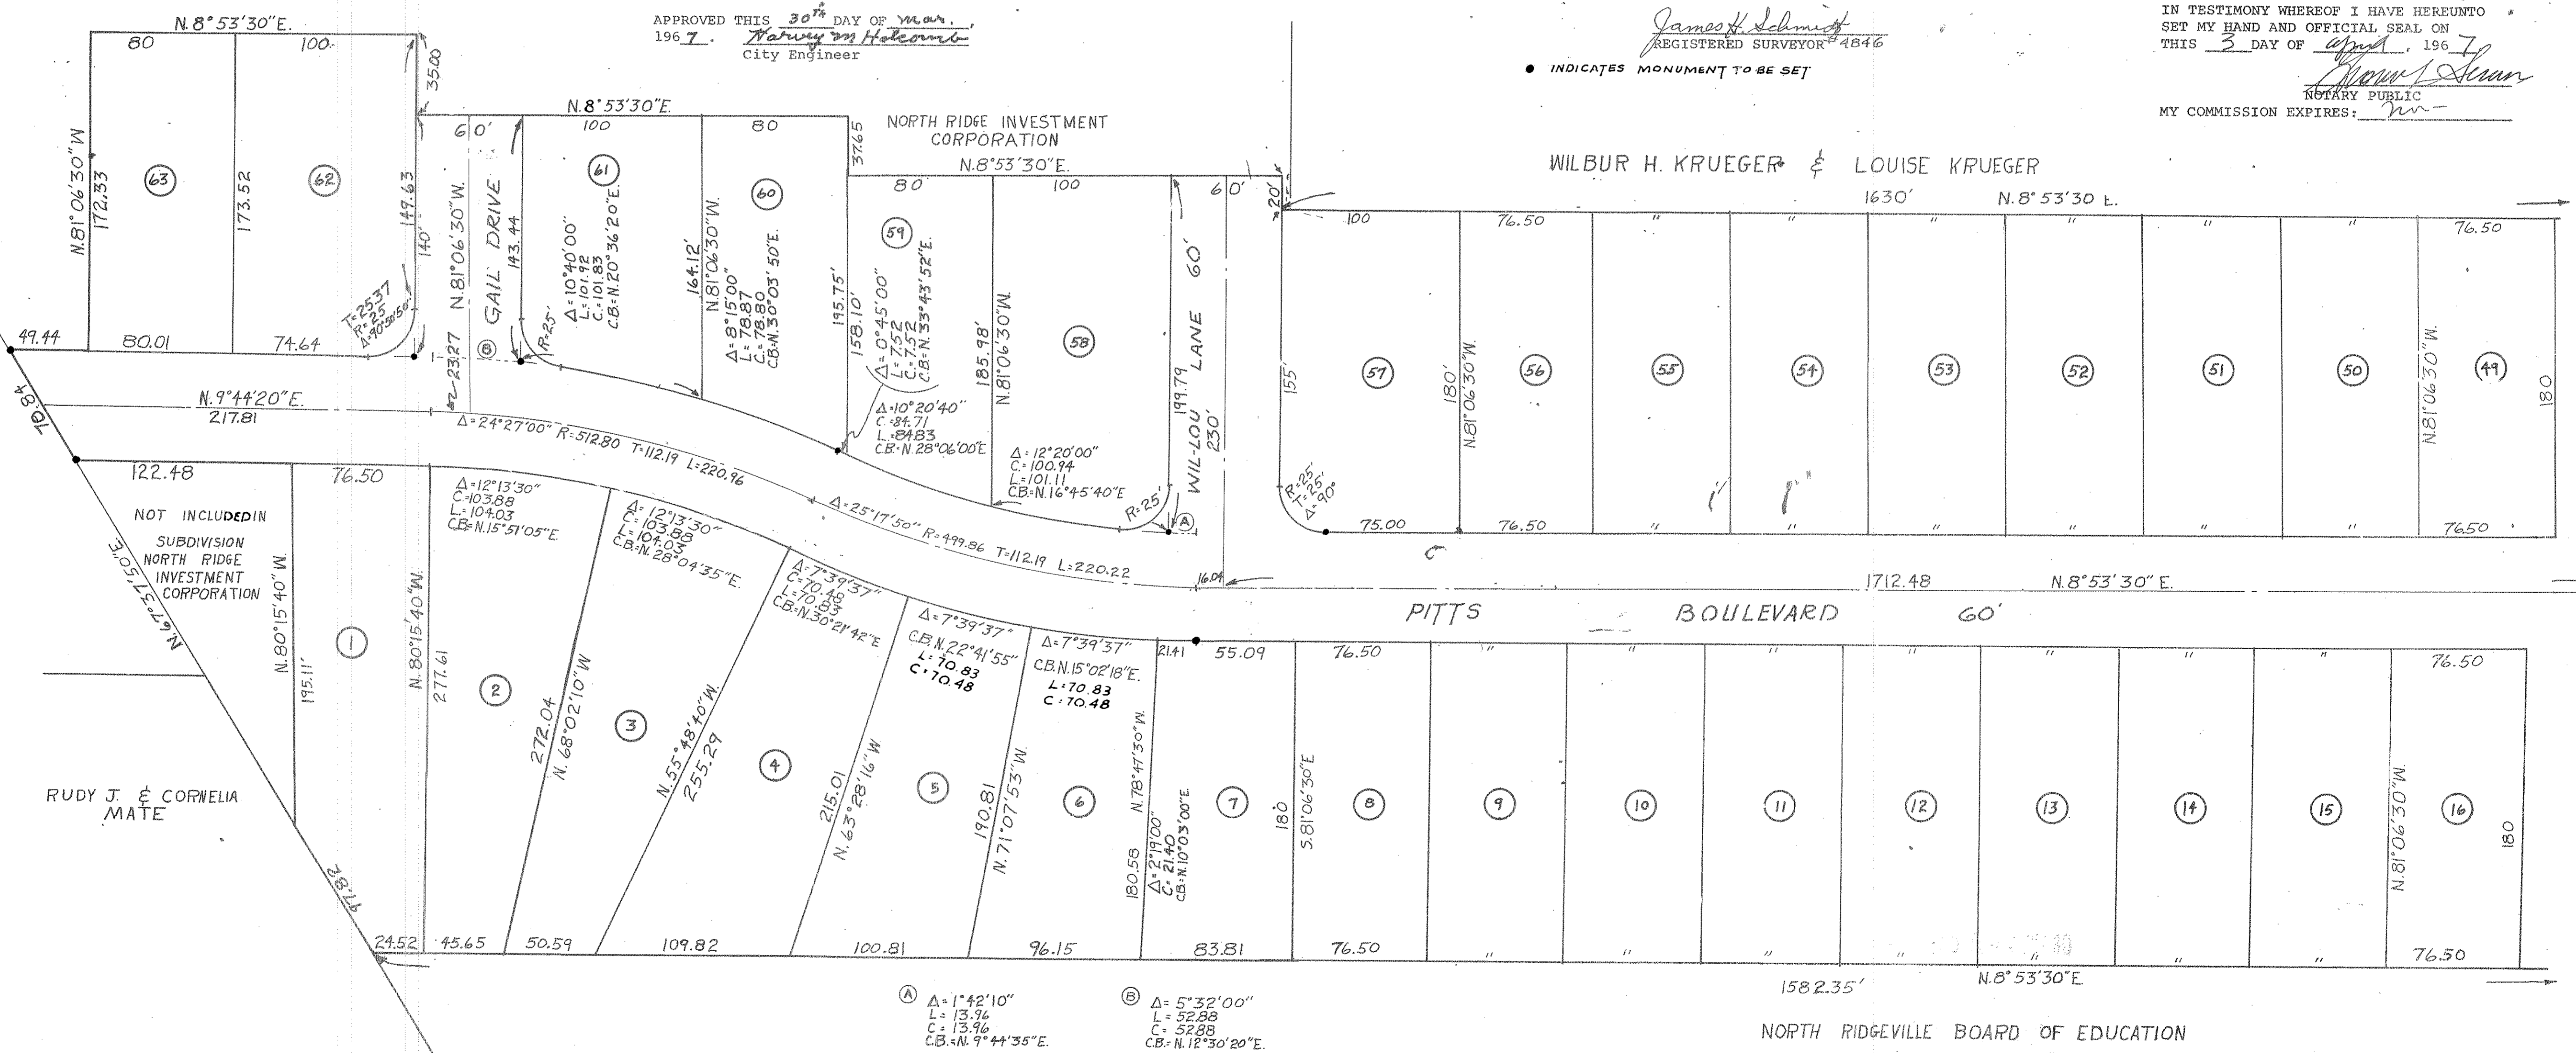 APPROVED THIS 30th DAY OF Mar.,
1967. Harvey M Holcomb
City Engineer
James H. Schmidt
REGISTERED SURVEYOR #4846
● INDICATES MONUMENT TO BE SET
IN TESTIMONY WHEREOF I HAVE HEREUNTO
SET MY HAND AND OFFICIAL SEAL ON
THIS 3 DAY OF April, 1967
NOTARY PUBLIC
MY COMMISSION EXPIRES:
N.8°53'30"E.
80
100
35.00
N.81°06'30"W
172.33
63
173.52
62
149.63
140'
T=25.37
R=25'
Δ=90°50'50"
49.44
80.01
74.64
N.8°53'30"E.
60'
100
80
37.65
N.81°06'30"W.
GAIL DRIVE
143.44
23.27
B
R=25'
61
Δ=10°40'00"
L=101.92
C=101.83
C.B.=N.20°36'20"E.
164.12'
N.81°06'30"W.
60
Δ=8°15'00"
L=78.87
C=78.80
C.B.=N.30°03'50"E.
195.75'
158.10'
NORTH RIDGE INVESTMENT
CORPORATION
N.8°53'30"E.
80
100
60'
20'
59
Δ=0°45'00"
L=7.52
C=7.52
C.B.=N.33°43'52"E.
Δ=10°20'40"
C=84.71
L=84.83
C.B.=N.28°06'00"E
185.98'
N.81°06'30"W.
58
Δ=12°20'00"
C=100.94
L=101.11
C.B.=N.16°45'40"E
R=25'
199.79
WIL-LOU LANE 60'
230'
A
16.04
155'
R=25'
T=25'
Δ=90°
WILBUR H. KRUEGER & LOUISE KRUEGER
1630' N.8°53'30 E.
100
76.50
"
"
"
"
"
"
76.50
57
180'
N.81°06'30"W.
56
55
54
53
52
51
50
N.81°06'30"W.
49
180
75.00
76.50
"
"
"
"
"
"
76.50
70.84
N.9°44'20"E.
217.81
Δ=24°27'00" R=512.80 T=112.19 L=220.96
Δ=25°17'50" R=499.86 T=112.19 L=220.22
1712.48 N.8°53'30"E.
PITTS BOULEVARD 60'
122.48
76.50
NOT INCLUDED IN
SUBDIVISION
NORTH RIDGE
INVESTMENT
CORPORATION
N.67°37'50"E.
N.80°15'40"W.
195.11'
1
N.80°15'40"W.
277.61
Δ=12°13'30"
C=103.88
L=104.03
C.B.=N.15°51'05"E.
2
272.04
N.68°02'10"W
Δ=12°13'30"
C=103.88
L=104.03
C.B.=N.28°04'35"E.
3
N.55°48'40"W.
255.29
Δ=7°39'37"
C=70.48
L=70.83
C.B.=N.30°21'42"E
4
215.01
N.63°28'16"W
Δ=7°39'37"
C.B.N.22°41'55"
L=70.83
C=70.48
5
190.81
N.71°07'53"W.
Δ=7°39'37"
C.B.N.15°02'18"E.
L=70.83
C=70.48
6
180.58 N.78°47'30"W.
Δ=2°19'00"
C=21.40
C.B.=N.10°03'00"E.
21.41
55.09
76.50
"
"
"
"
"
"
"
76.50
7
180
S.81°06'30"E
8
9
10
11
12
13
14
15
N.81°06'30"W.
16
180
RUDY J. & CORNELIA
MATE
97.82
24.52
45.65
50.59
109.82
100.81
96.15
83.81
76.50
"
"
"
"
"
"
"
76.50
1582.35'
N.8°53'30"E.
A Δ=1°42'10"
L=13.96
C=13.96
C.B.=N.9°44'35"E.
B Δ=5°32'00"
L=52.88
C=52.88
C.B.=N.12°30'20"E.
NORTH RIDGEVILLE BOARD OF EDUCATION